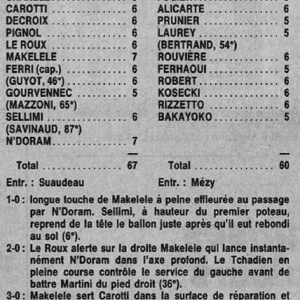 CAROTTI .................... 6
DECROIX .................... 6
PIGNOL ..................... 6
LE ROUX .................... 6
MAKELELE ................... 7
FERRI (cap.) ............... 6
(GUYOT, 46e) ............... 6
GOURVENNEC ................. 5
(MAZZONI, 65e)
SELLIMI .................... 6
(SAVINAUD, 87e)
N'DORAM .................... 7
Total ...................... 67
Entr. : Suaudeau
ALICARTE ................... 6
PRUNIER .................... 5
LAUREY ..................... 5
(BERTRAND, 54e)
ROUVIÈRE ................... 6
FERHAOUI ................... 5
ROBERT ..................... 6
KOSECKI .................... 6
RIZZETTO ................... 6
BAKAYOKO ................... 5
Total ...................... 60
Entr. : Mézy
1-0 : longue touche de Makelele à peine effleurée au passage
par N'Doram. Sellimi, à hauteur du premier poteau,
reprend de la tête le ballon juste après qu'il eut rebondi
au sol (6e).
2-0 : Le Roux alerte sur la droite Makelele qui lance instanta-
nément N'Doram dans l'axe profond. Le Tchadien en
pleine course contrôle le service du gauche avant de
battre Martini du pied droit (36e).
3-0 : Makelele sert Carotti dans la surface de réparation et